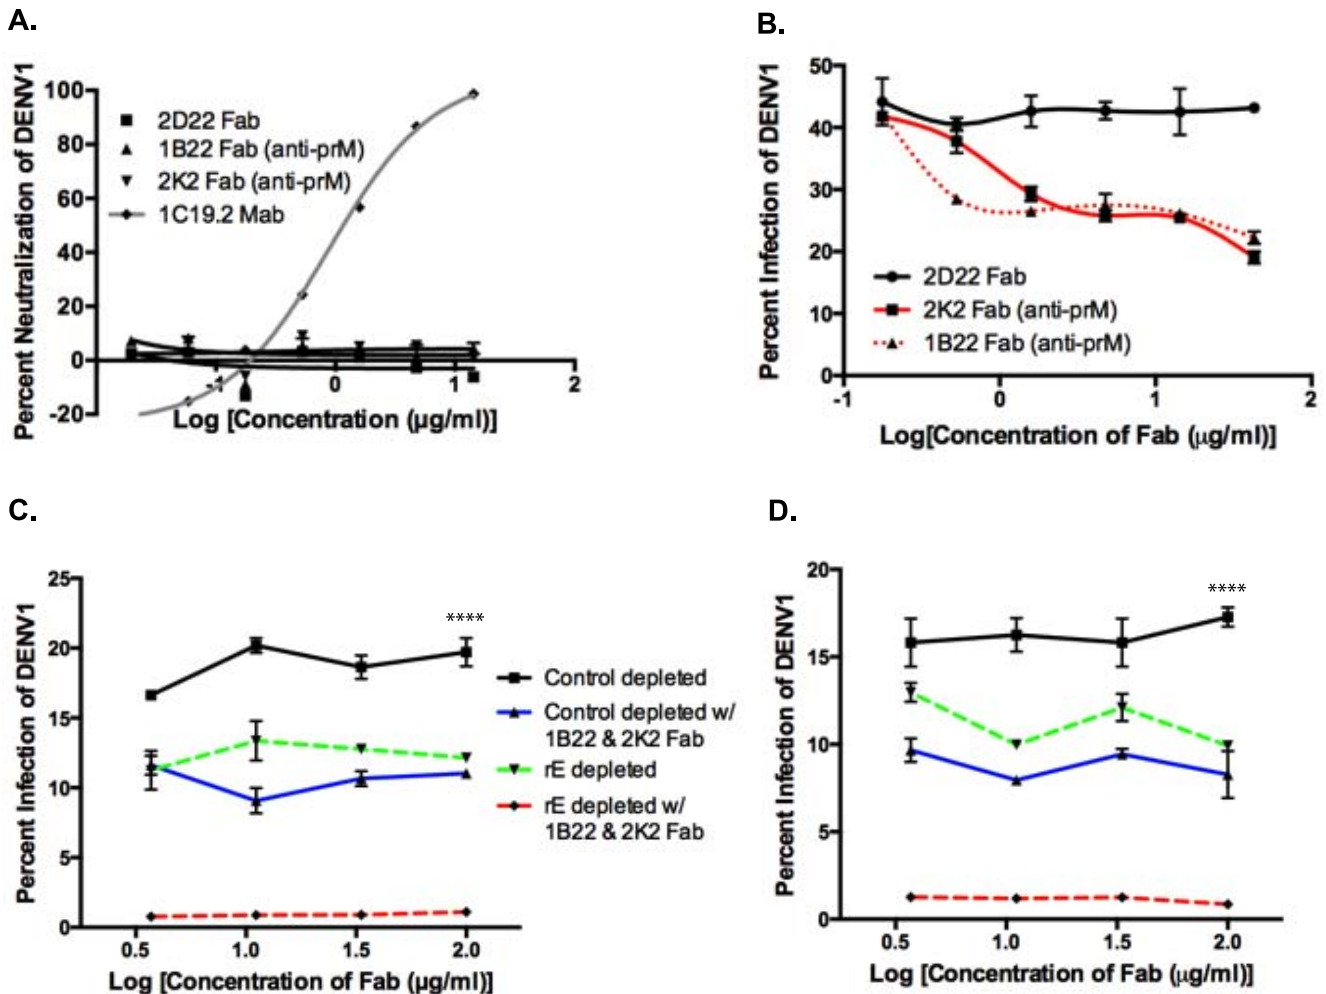 A.
Percent Neutralization of DENV1
100
80
60
40
20
0
-20
2D22 Fab
1B22 Fab (anti-prM)
2K2 Fab (anti-prM)
1C19.2 Mab
-1
0
1
2
Log [Concentration (µg/ml)]
B.
Percent Infection of DENV1
50
40
30
20
10
0
2D22 Fab
2K2 Fab (anti-prM)
1B22 Fab (anti-prM)
-1
0
1
2
Log[Concentration of Fab (µg/ml)]
C.
Percent Infection of DENV1
25
20
15
10
5
0
****
0.5
1.0
1.5
2.0
Log [Concentration of Fab (µg/ml)]
Control depleted
Control depleted w/
1B22 & 2K2 Fab
rE depleted
rE depleted w/
1B22 & 2K2 Fab
D.
Percent Infection of DENV1
20
15
10
5
0
****
0.5
1.0
1.5
2.0
Log [Concentration of Fab (µg/ml)]